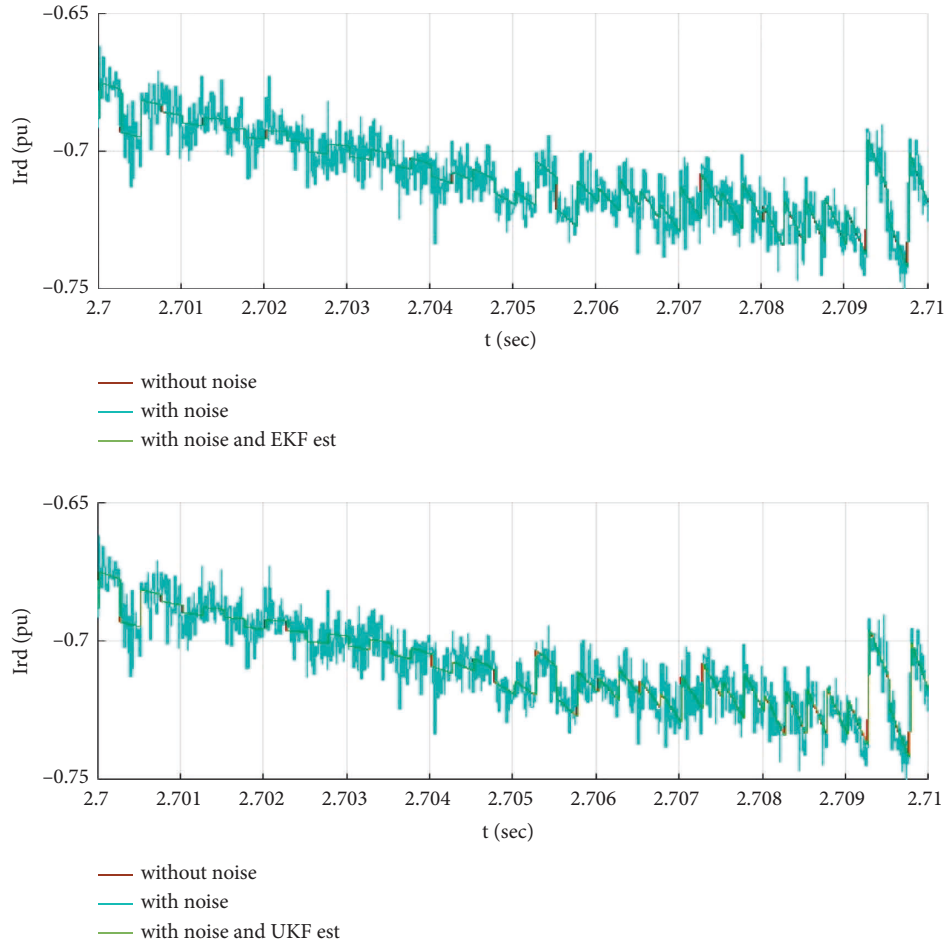 −0.65
−0.7
−0.75
Ird (pu)
2.7 2.701 2.702 2.703 2.704 2.705 2.706 2.707 2.708 2.709 2.71
t (sec)
without noise
with noise
with noise and EKF est
−0.65
−0.7
−0.75
Ird (pu)
2.7 2.701 2.702 2.703 2.704 2.705 2.706 2.707 2.708 2.709 2.71
t (sec)
without noise
with noise
with noise and UKF est